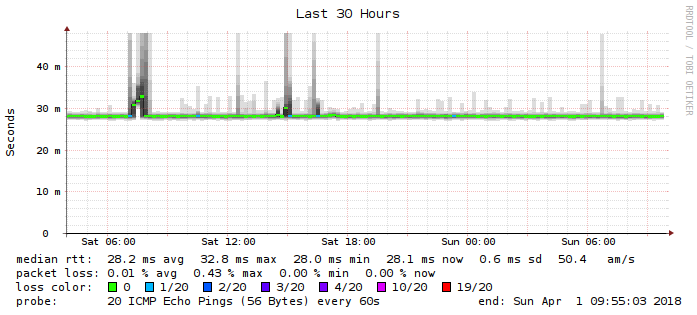 Last 30 Hours
RRDTOOL / TOBI OETIKER
Seconds
40 m
30 m
20 m
10 m
0
Sat 06:00 Sat 12:00 Sat 18:00 Sun 00:00 Sun 06:00
median rtt: 28.2 ms avg 32.8 ms max 28.0 ms min 28.1 ms now 0.6 ms sd 50.4 am/s
packet loss: 0.01 % avg 0.43 % max 0.00 % min 0.00 % now
loss color: 0 1/20 2/20 3/20 4/20 10/20 19/20
probe: 20 ICMP Echo Pings (56 Bytes) every 60s end: Sun Apr 1 09:55:03 2018